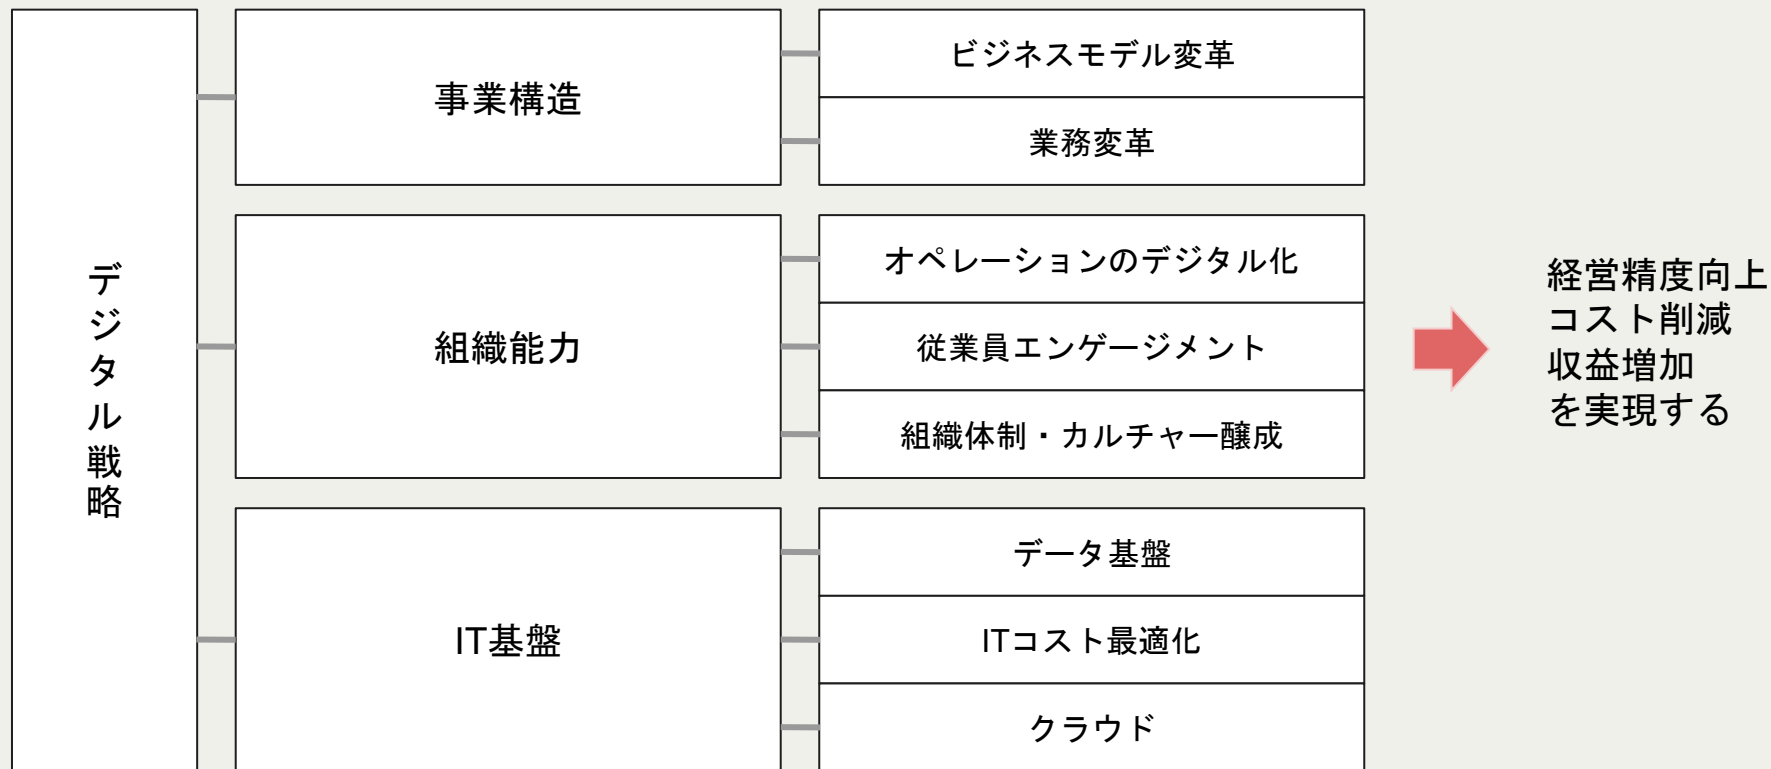 デジタル戦略
事業構造
ビジネスモデル変革
業務変革
組織能力
オペレーションのデジタル化
従業員エンゲージメント
組織体制・カルチャー醸成
IT基盤
データ基盤
ITコスト最適化
クラウド
経営精度向上
コスト削減
収益増加
を実現する